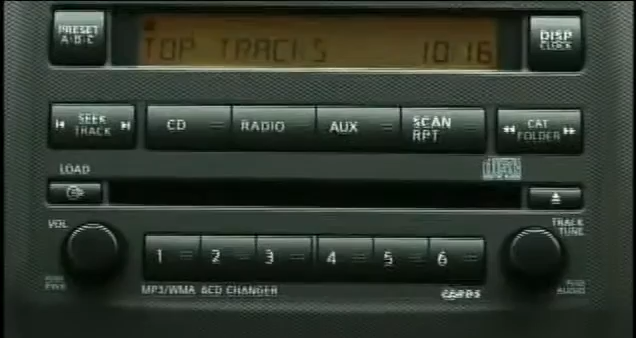 PRESET
A·B·C
TOP TRACKS 10:16
DISP
CLOCK
SEEK
TRACK
CD
RADIO
AUX
SCAN
RPT
CAT
FOLDER
LOAD
VOL
TRACK
TUNE
1 2 3 4 5 6
MP3/WMA 6CD CHANGER
AUDIO